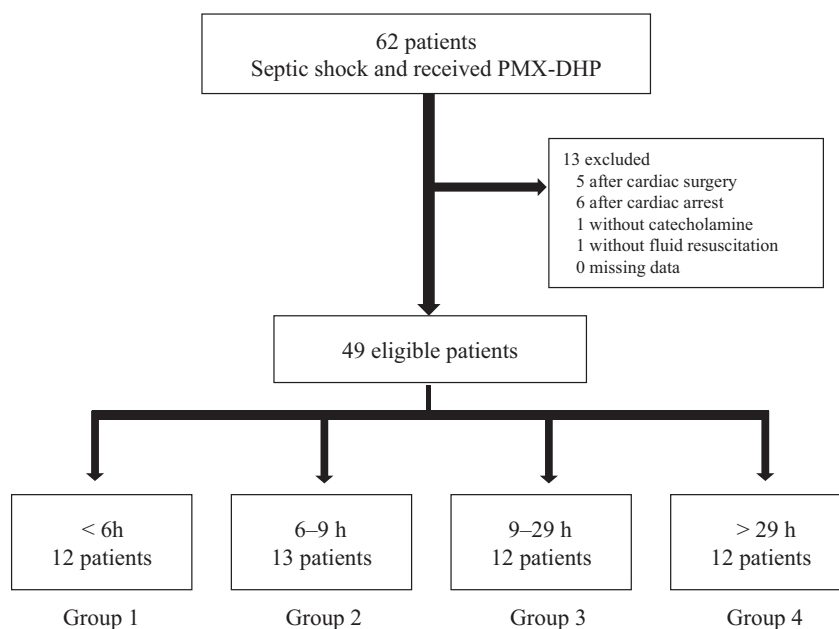 62 patients
Septic shock and received PMX-DHP
13 excluded
5 after cardiac surgery
6 after cardiac arrest
1 without catecholamine
1 without fluid resuscitation
0 missing data
49 eligible patients
< 6h
12 patients
6–9 h
13 patients
9–29 h
12 patients
> 29 h
12 patients
Group 1
Group 2
Group 3
Group 4